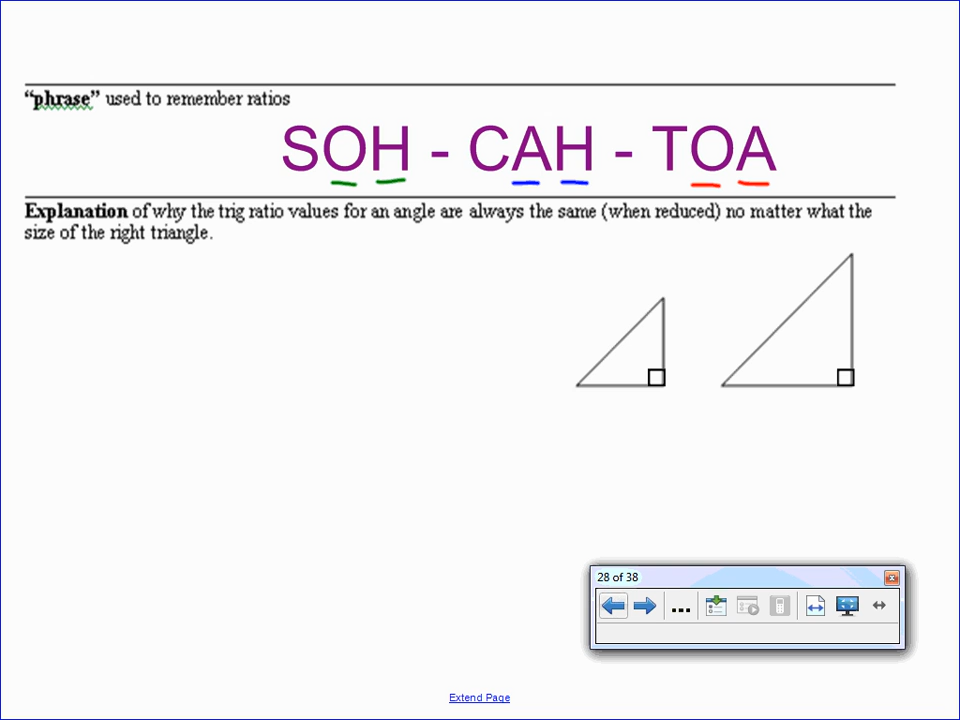 “phrase” used to remember ratios
SOH - CAH - TOA
Explanation of why the trig ratio values for an angle are always the same (when reduced) no matter what the
size of the right triangle.
28 of 38
...
Extend Page